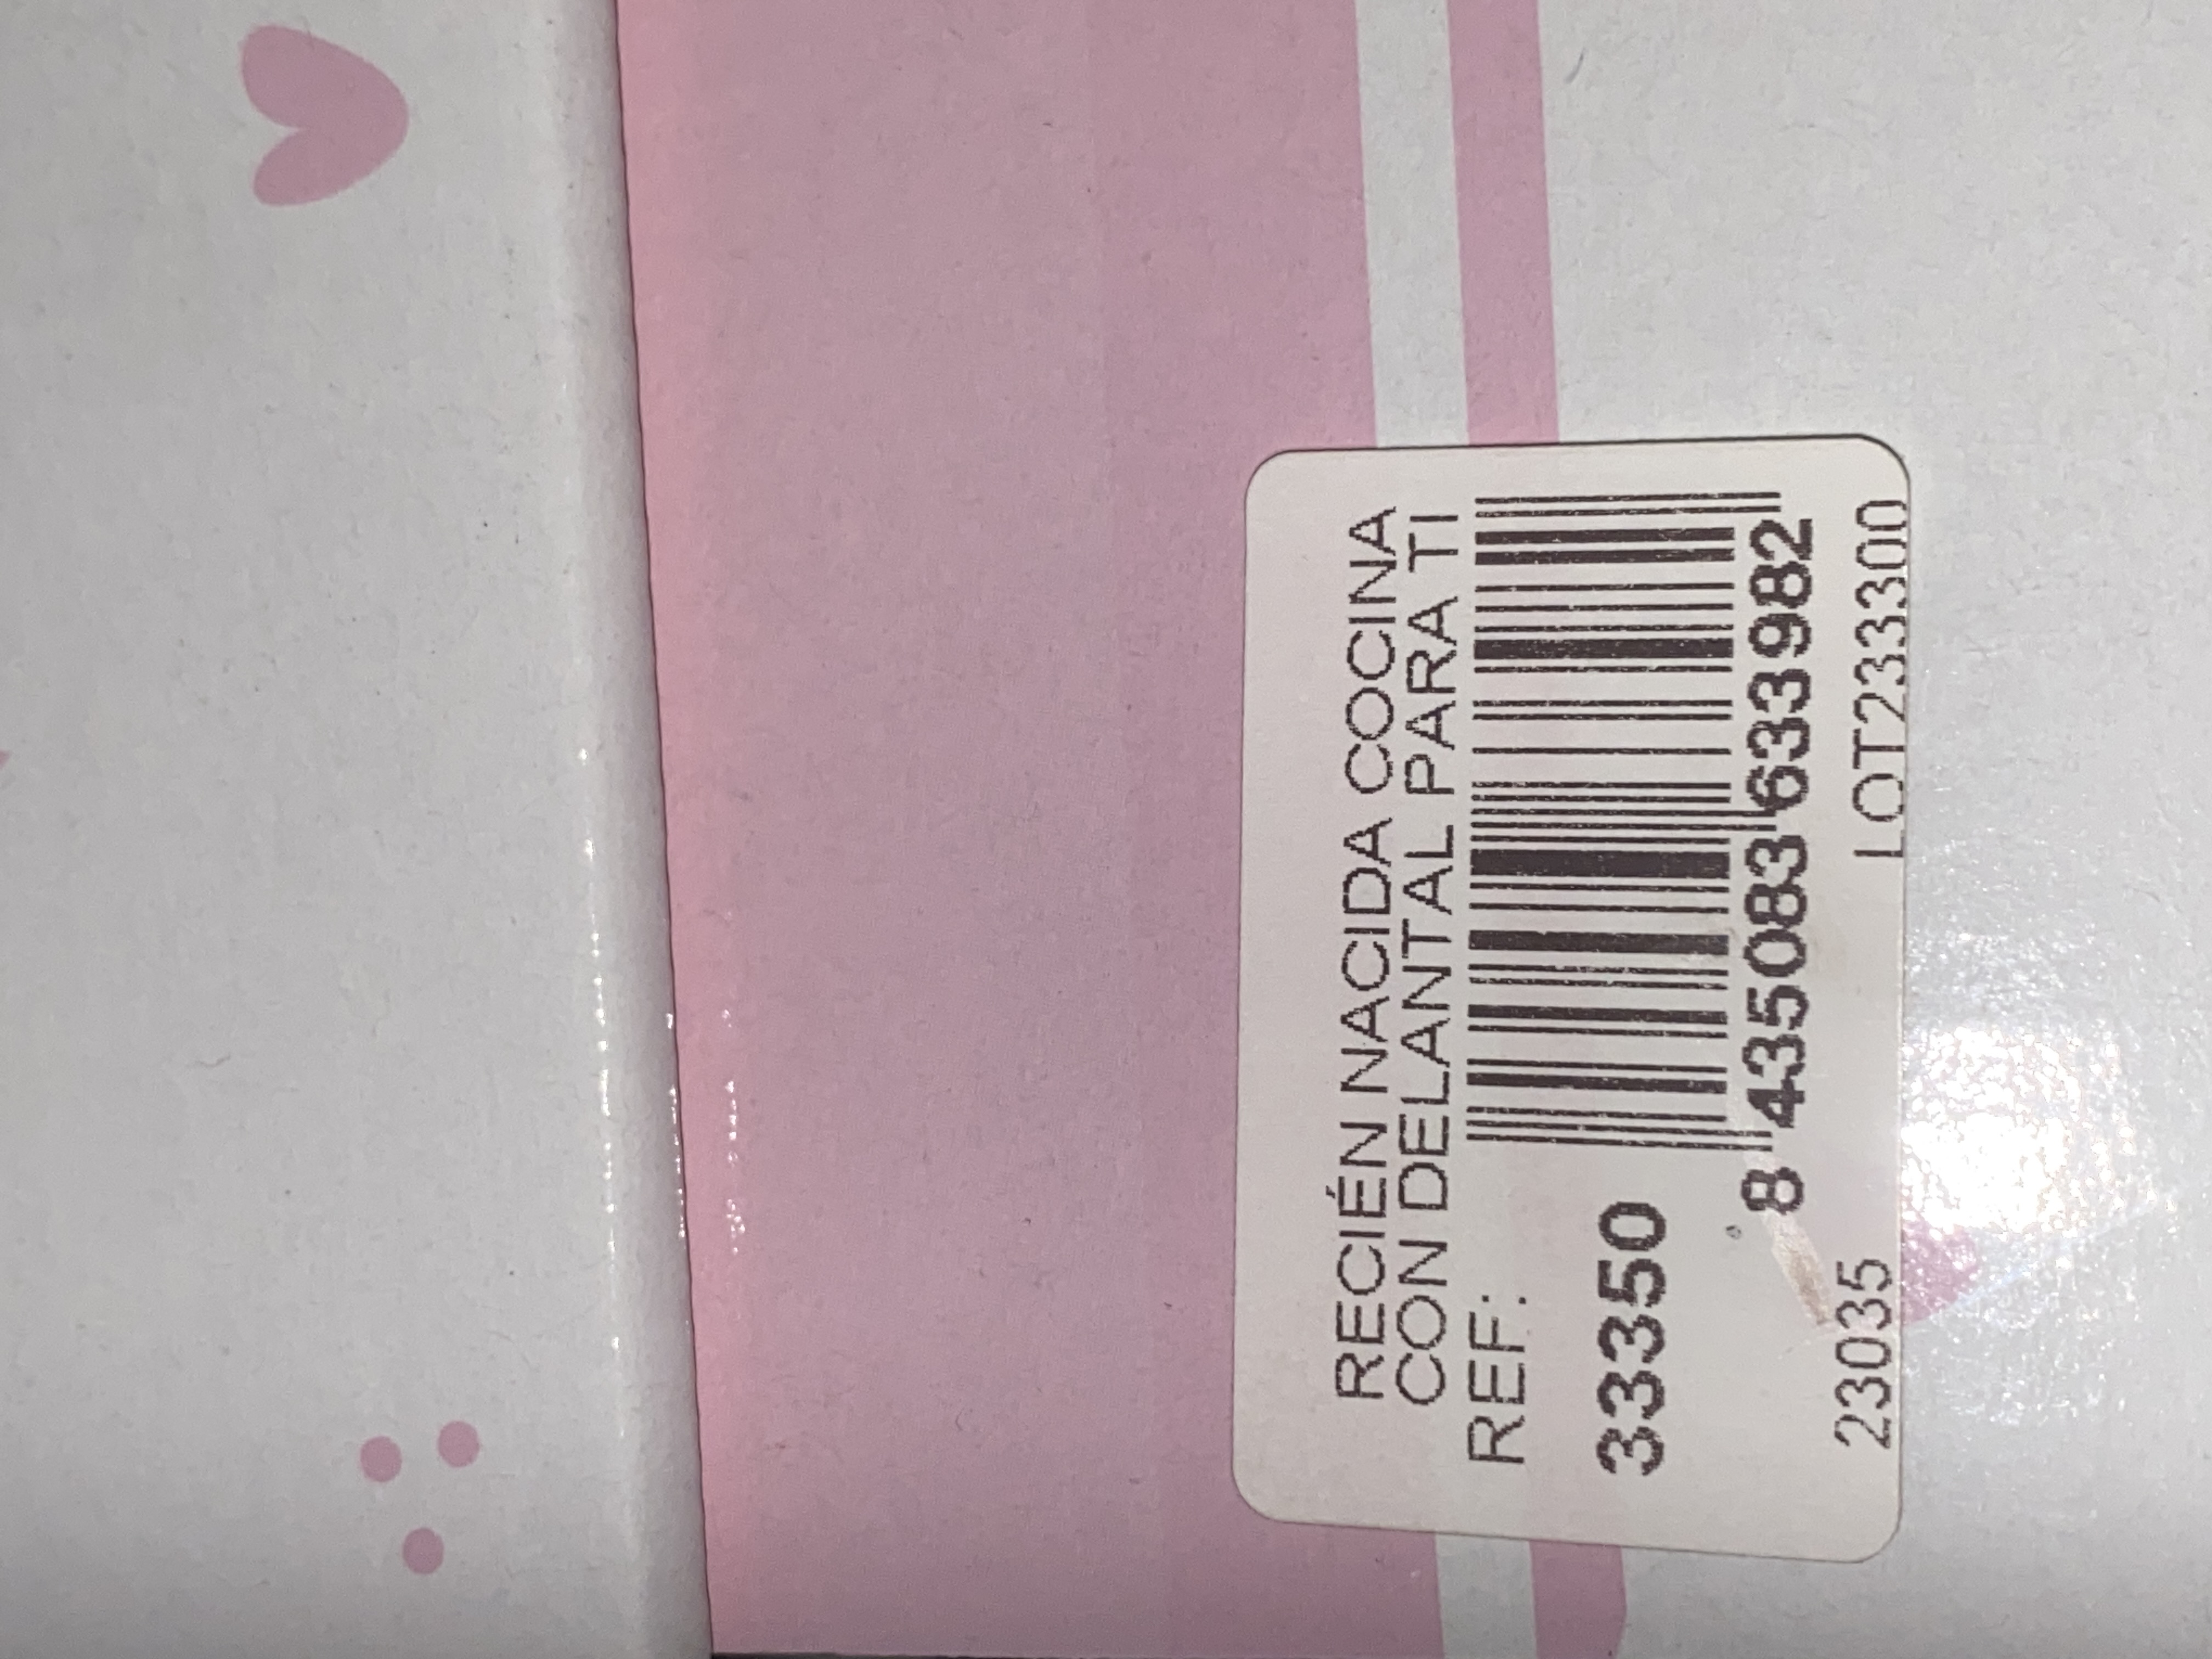 RECIÉN NACIDA COCINA
CON DELANTAL PARA TI
REF:
33350
8 435083 633982
23035 LOT233300